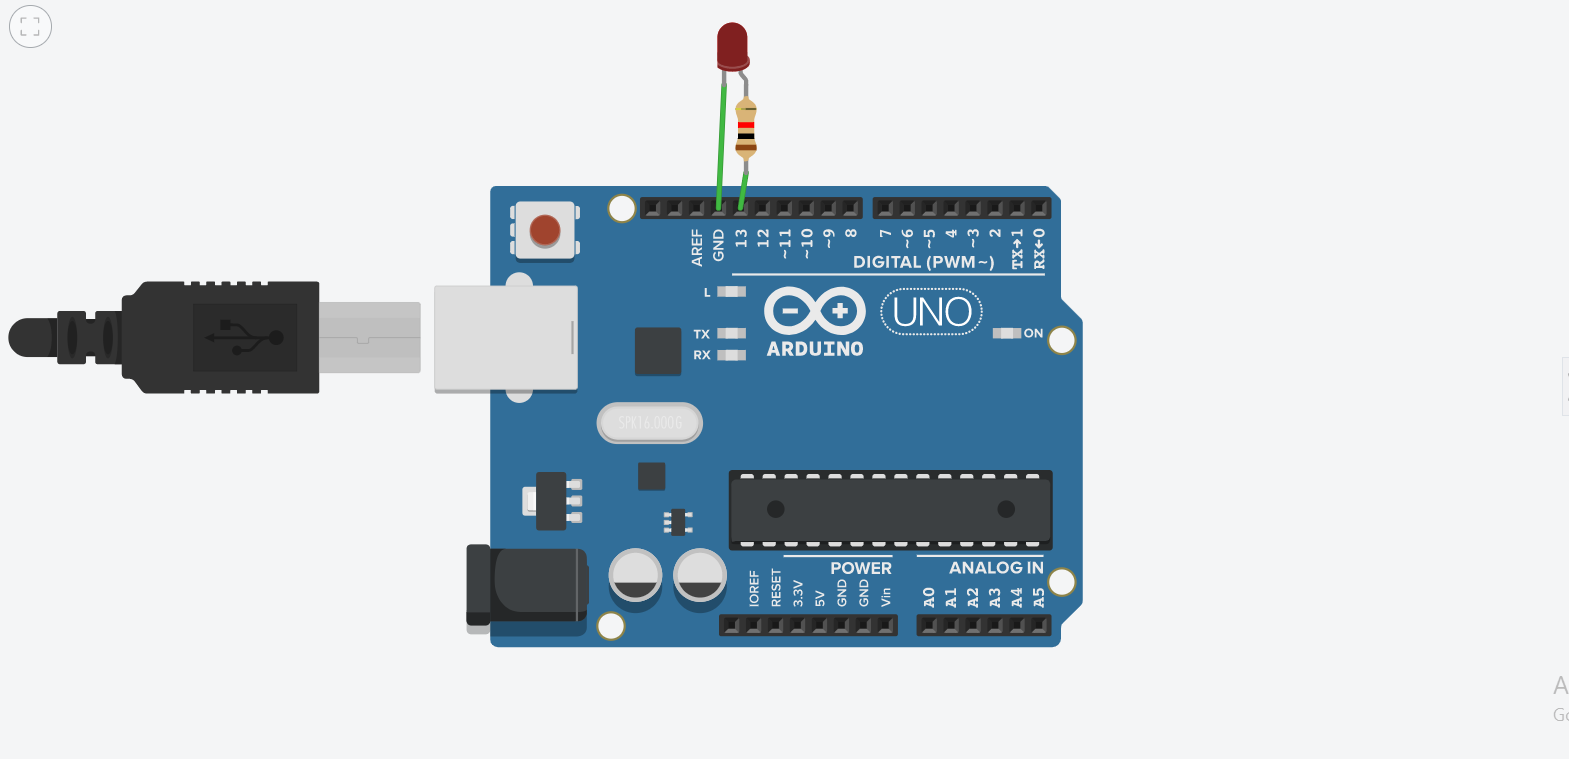 AREF
GND
13
12
~11
~10
~9
8
7
~6
~5
4
~3
2
TX→1
RX←0
DIGITAL (PWM~)
L
TX
RX
ARDUINO
UNO
ON
SPK16.000G
POWER
ANALOG IN
IOREF
RESET
3.3V
5V
GND
GND
Vin
A0
A1
A2
A3
A4
A5
A
Go